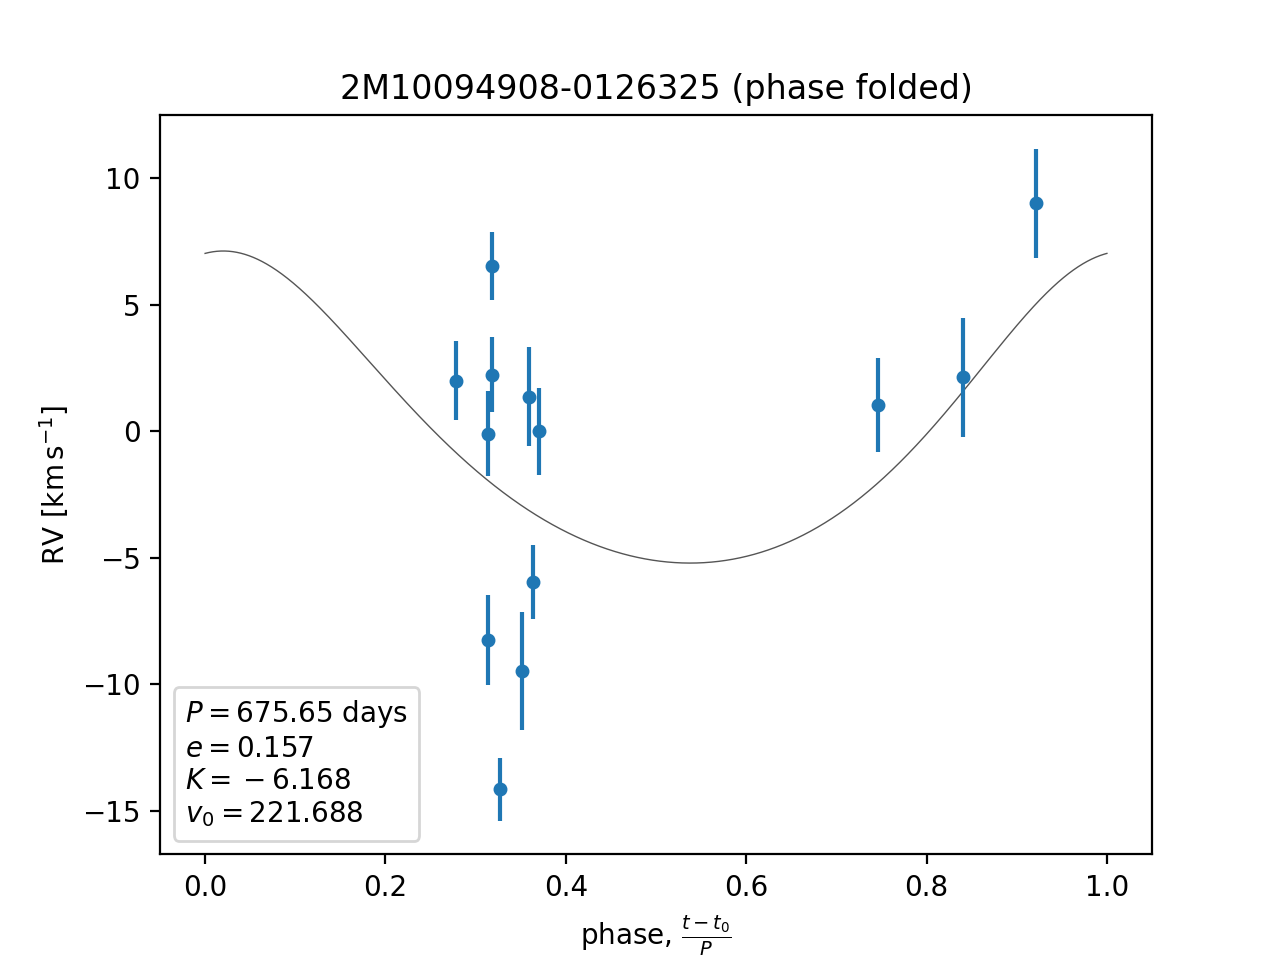 2M10094908-0126325 (phase folded)
10
5
0
−5
−10
−15
RV [km s⁻¹]
P = 675.65 days
e = 0.157
K = −6.168
v₀ = 221.688
0.0 0.2 0.4 0.6 0.8 1.0
phase, (t − t₀)/P